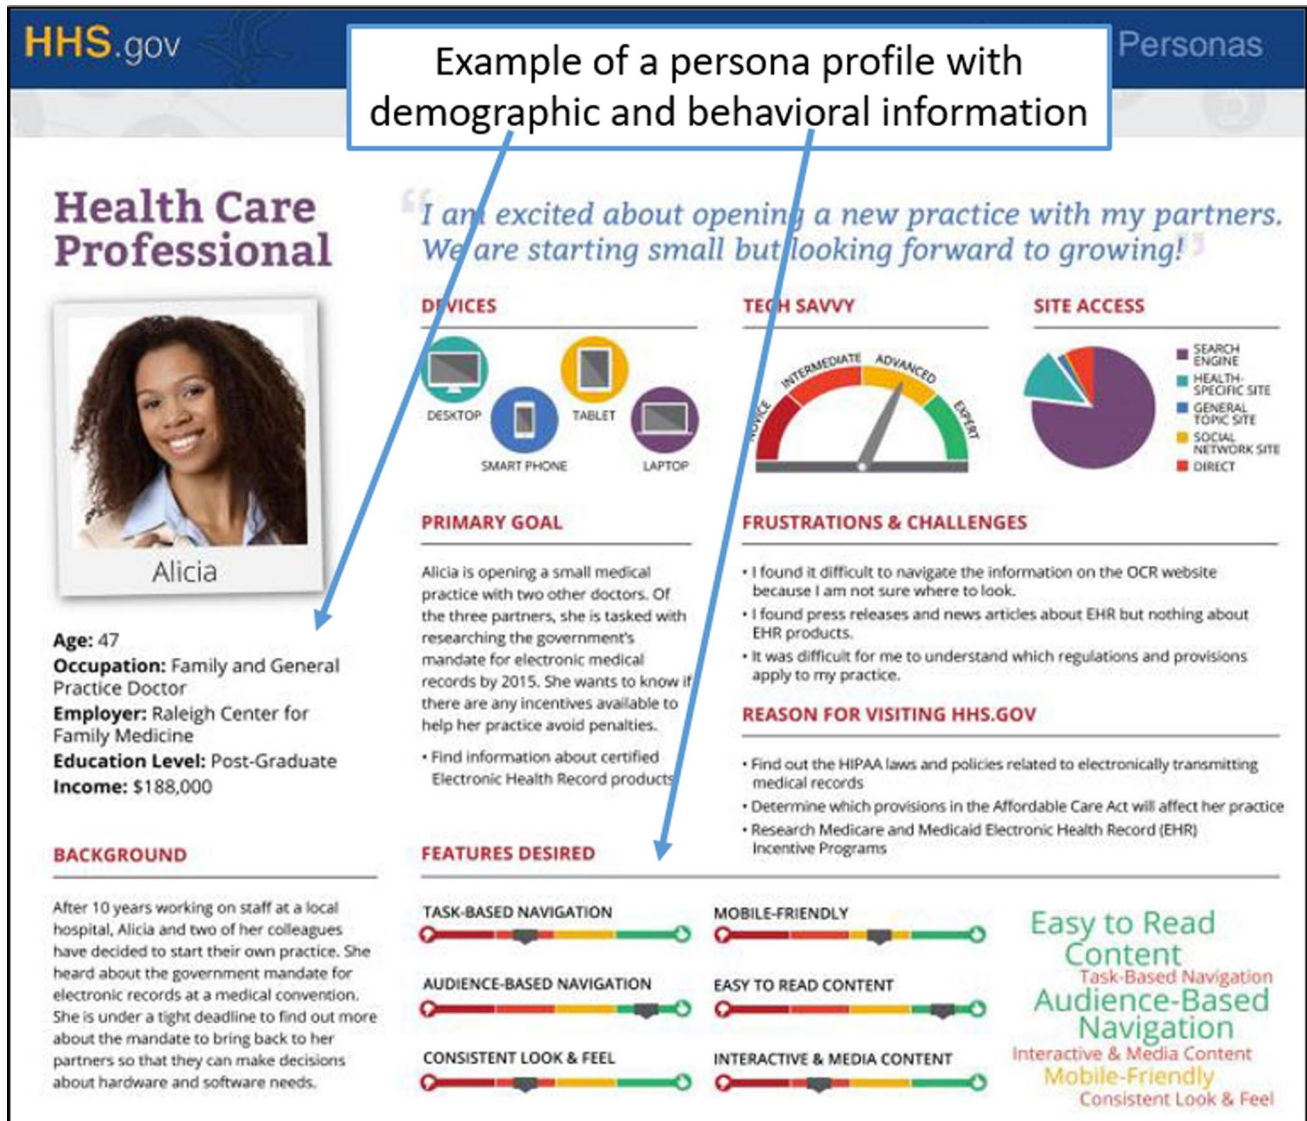 HHS.gov
Personas
Example of a persona profile with
demographic and behavioral information
Health Care
Professional
Alicia
Age: 47
Occupation: Family and General
Practice Doctor
Employer: Raleigh Center for
Family Medicine
Education Level: Post-Graduate
Income: $188,000
BACKGROUND
After 10 years working on staff at a local
hospital, Alicia and two of her colleagues
have decided to start their own practice. She
heard about the government mandate for
electronic records at a medical convention.
She is under a tight deadline to find out more
about the mandate to bring back to her
partners so that they can make decisions
about hardware and software needs.
“I am excited about opening a new practice with my partners.
We are starting small but looking forward to growing!”
DEVICES
DESKTOP
SMART PHONE
TABLET
LAPTOP
TECH SAVVY
NOVICE
INTERMEDIATE
ADVANCED
EXPERT
SITE ACCESS
SEARCH
ENGINE
HEALTH-
SPECIFIC SITE
GENERAL
TOPIC SITE
SOCIAL
NETWORK SITE
DIRECT
PRIMARY GOAL
Alicia is opening a small medical
practice with two other doctors. Of
the three partners, she is tasked with
researching the government's
mandate for electronic medical
records by 2015. She wants to know if
there are any incentives available to
help her practice avoid penalties.
• Find information about certified
Electronic Health Record products
FRUSTRATIONS & CHALLENGES
• I found it difficult to navigate the information on the OCR website
because I am not sure where to look.
• I found press releases and news articles about EHR but nothing about
EHR products.
• It was difficult for me to understand which regulations and provisions
apply to my practice.
REASON FOR VISITING HHS.GOV
• Find out the HIPAA laws and policies related to electronically transmitting
medical records
• Determine which provisions in the Affordable Care Act will affect her practice
• Research Medicare and Medicaid Electronic Health Record (EHR)
Incentive Programs
FEATURES DESIRED
TASK-BASED NAVIGATION
AUDIENCE-BASED NAVIGATION
CONSISTENT LOOK & FEEL
MOBILE-FRIENDLY
EASY TO READ CONTENT
INTERACTIVE & MEDIA CONTENT
Easy to Read
Content
Task-Based Navigation
Audience-Based
Navigation
Interactive & Media Content
Mobile-Friendly
Consistent Look & Feel